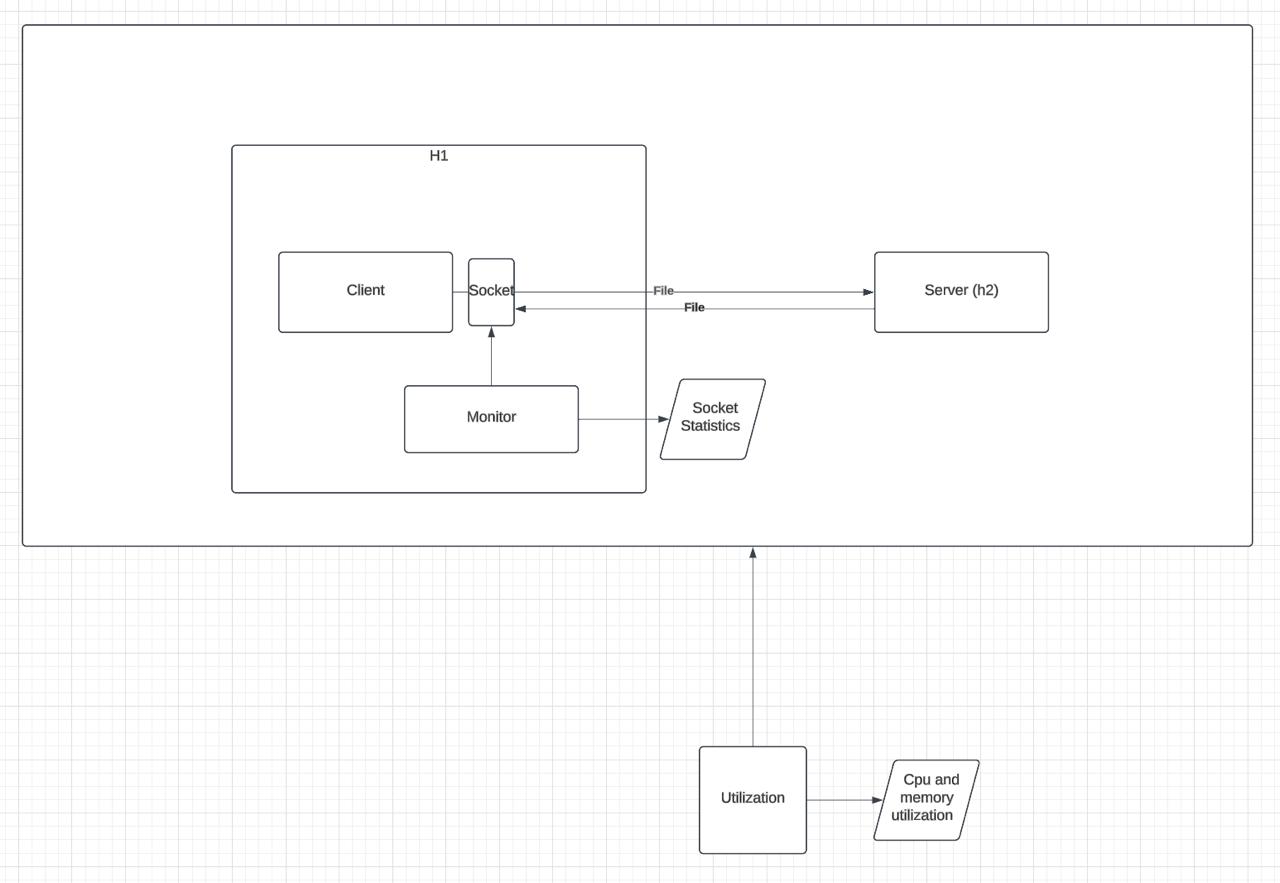 H1
Client
Socket
File
File
Server (h2)
Monitor
Socket
Statistics
Utilization
Cpu and
memory
utilization